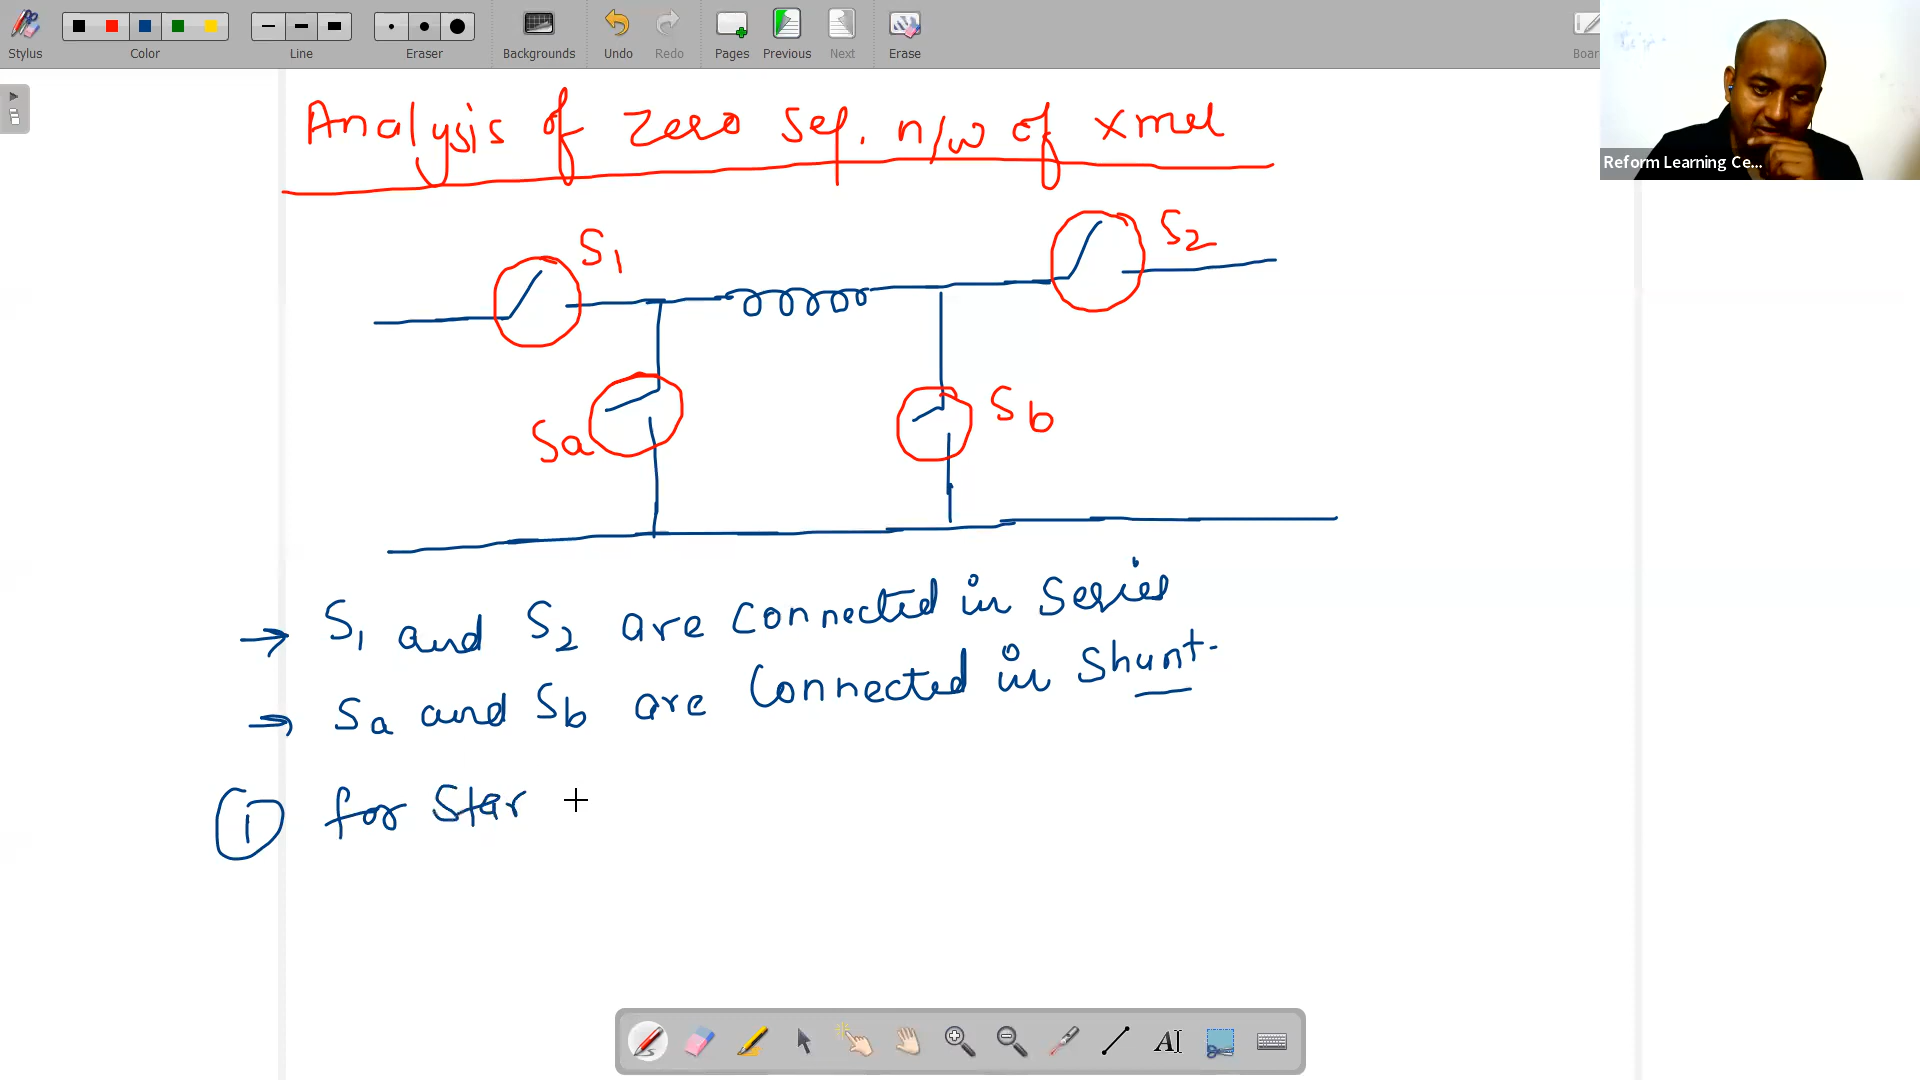 Stylus
Color
Line
Eraser
Backgrounds
Undo
Redo
Pages
Previous
Next
Erase
Boar
Reform Learning Ce...
Analysis of zero seq. n/w of xmer
S1
S2
Sa
Sb
→ S1 and S2 are connected in series
→ Sa and Sb are connected in shunt.
① for star